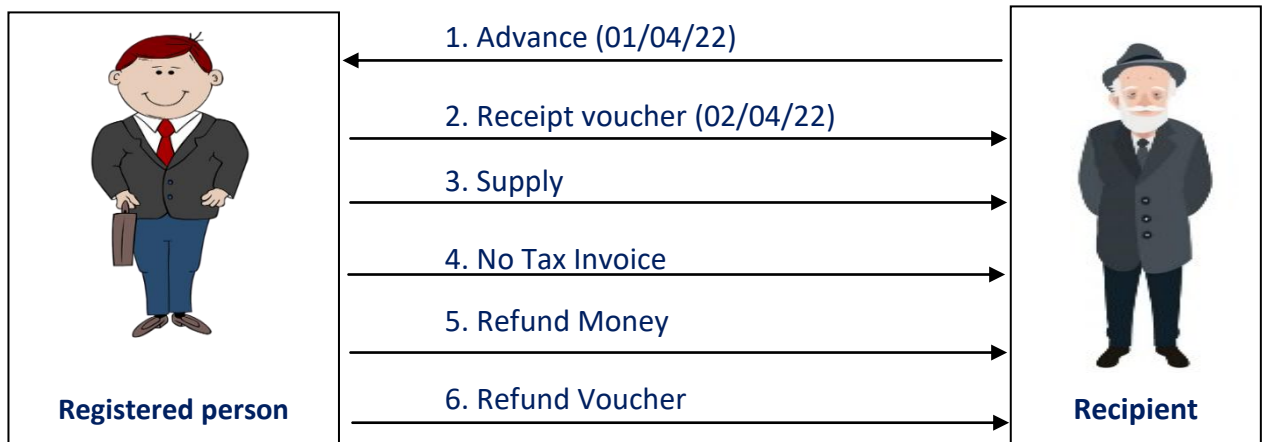 1. Advance (01/04/22)
2. Receipt voucher (02/04/22)
3. Supply
4. No Tax Invoice
5. Refund Money
6. Refund Voucher
Registered person
Recipient